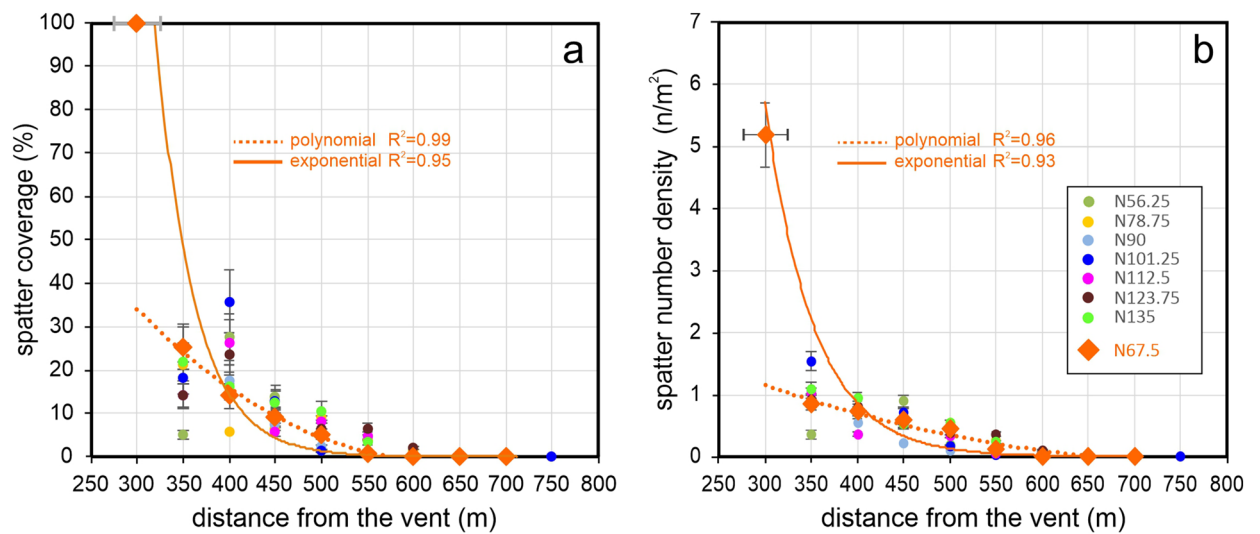 a
spatter coverage (%)
100
90
80
70
60
50
40
30
20
10
0
polynomial R²=0.99
exponential R²=0.95
250 300 350 400 450 500 550 600 650 700 750 800
distance from the vent (m)
b
spatter number density (n/m²)
7
6
5
4
3
2
1
0
polynomial R²=0.96
exponential R²=0.93
N56.25
N78.75
N90
N101.25
N112.5
N123.75
N135
N67.5
250 300 350 400 450 500 550 600 650 700 750 800
distance from the vent (m)